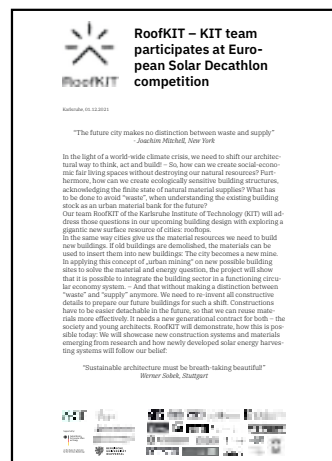 RoofKIT – KIT team
participates at Euro-
pean Solar Decathlon
competition
RoofKIT
Karlsruhe, 01.12.2021
“The future city makes no distinction between waste and supply”
- Joachim Mitchell, New York
In the light of a world-wide climate crisis, we need to shift our architec-
tural way to think, act and build! – So, how can we create social-econo-
mic fair living spaces without destroying our natural resources? Fur-
thermore, how can we create ecologically sensitive building structures,
acknowledging the finite state of natural material supplies? What has
to be done to avoid “waste”, when understanding the existing building
stock as an urban material bank for the future?
Our team RoofKIT of the Karlsruhe Institute of Technology (KIT) will ad-
dress those questions in our upcoming building design with exploring a
gigantic new surface resource of cities: rooftops.
In the same way cities give us the material resources we need to build
new buildings. If old buildings are demolished, the materials can be
used to insert them into new buildings: The city becomes a new mine.
In applying this concept of „urban mining“ on new possible building
sites to solve the material and energy question, the project will show
that it is possible to integrate the building sector in a functioning circu-
lar economy system. – And that without making a distinction between
“waste” and “supply” anymore. We need to re-invent all constructive
details to prepare our future buildings for such a shift. Constructions
have to be easier detachable in the future, so that we can reuse mate-
rials more effectively. It needs a new generational contract for both – the
society and young architects. RoofKIT will demonstrate, how this is pos-
sible today: We will showcase new construction systems and materials
emerging from research and how newly developed solar energy harves-
ting systems will follow our belief:
“Sustainable architecture must be breath-taking beautiful!”
Werner Sobek, Stuttgart
KIT